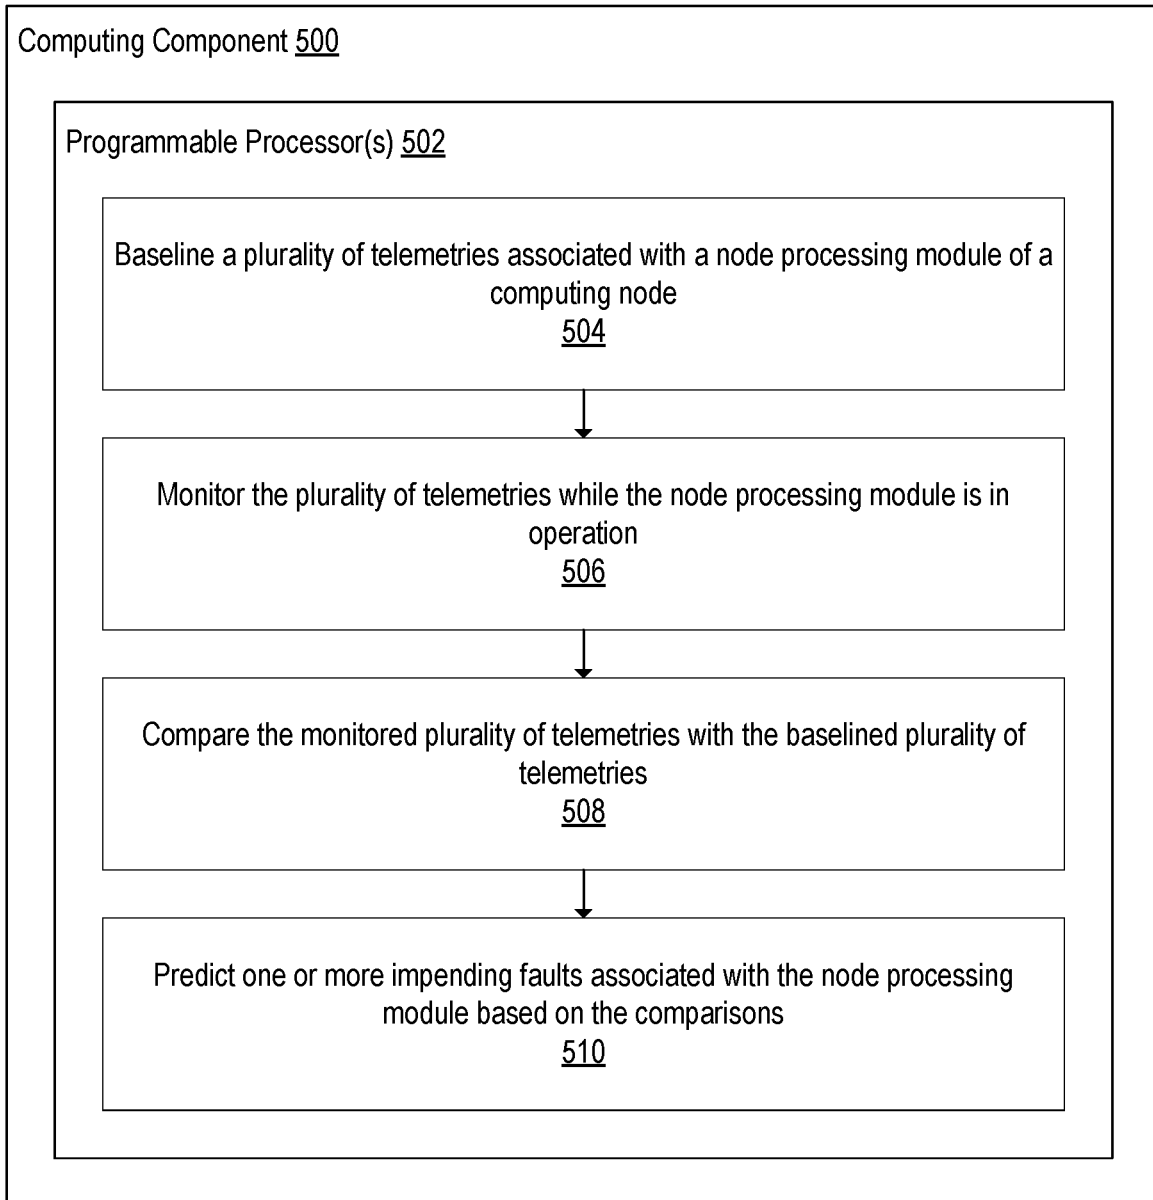 Computing Component 500
Programmable Processor(s) 502
Baseline a plurality of telemetries associated with a node processing module of a
computing node
504
Monitor the plurality of telemetries while the node processing module is in
operation
506
Compare the monitored plurality of telemetries with the baselined plurality of
telemetries
508
Predict one or more impending faults associated with the node processing
module based on the comparisons
510